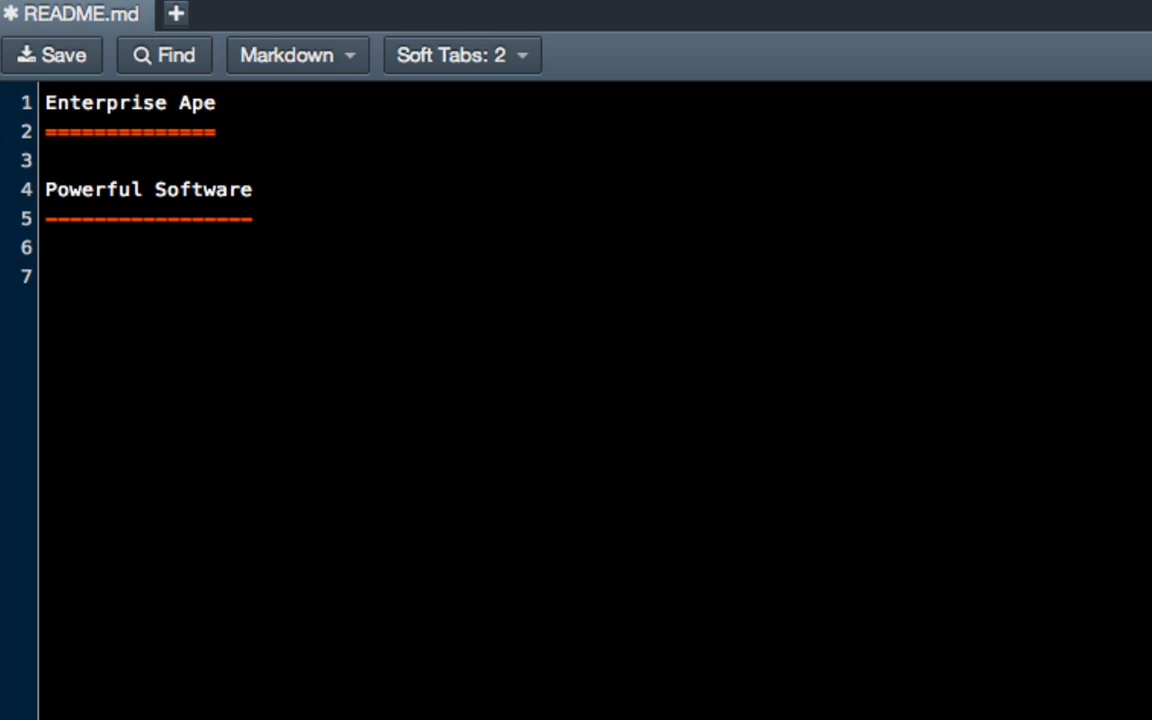 ✱ README.md +
Save Find Markdown Soft Tabs: 2
1 Enterprise Ape
2 ==============
3
4 Powerful Software
5 -----------------
6
7